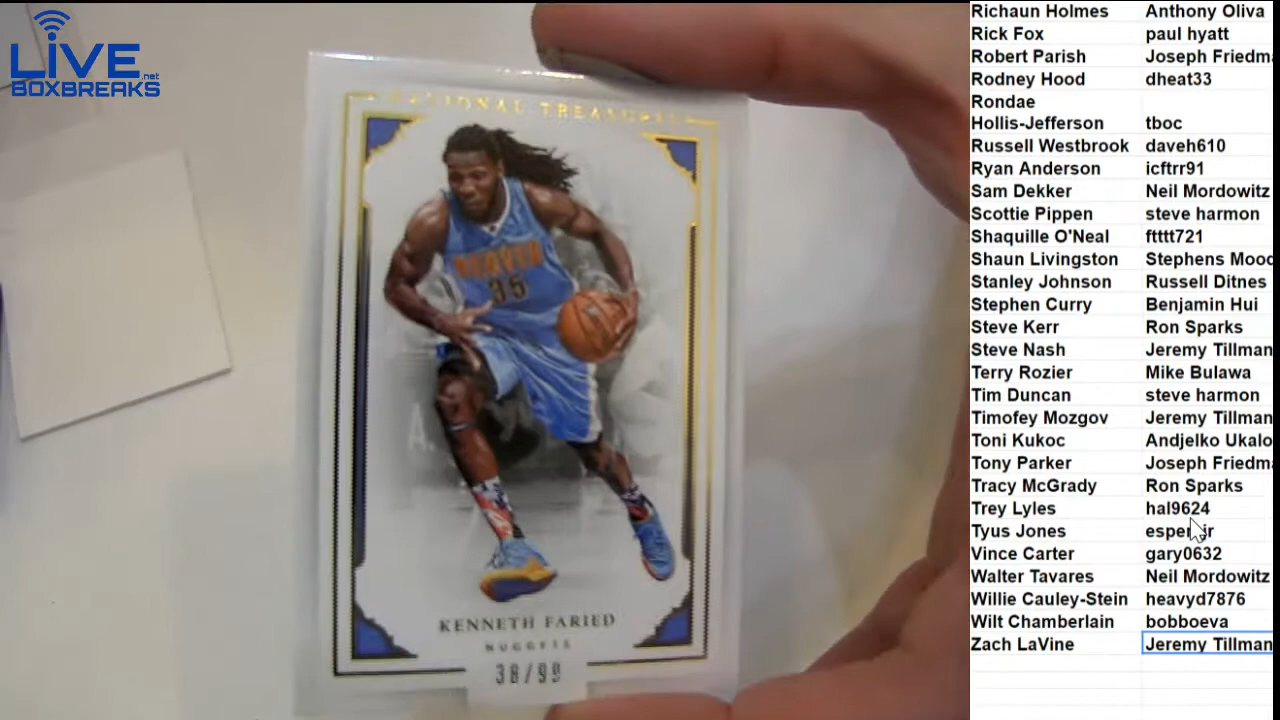 LIVE
.net
BOXBREAKS
NATIONAL TREASURES
DENVER
35
KENNETH FARIED
NUGGETS
38/99
Richaun Holmes Anthony Oliva
Rick Fox paul hyatt
Robert Parish Joseph Friedma
Rodney Hood dheat33
Rondae
Hollis-Jefferson tboc
Russell Westbrook daveh610
Ryan Anderson icftrr91
Sam Dekker Neil Mordowitz
Scottie Pippen steve harmon
Shaquille O'Neal ftttt721
Shaun Livingston Stephens Mood
Stanley Johnson Russell Ditnes
Stephen Curry Benjamin Hui
Steve Kerr Ron Sparks
Steve Nash Jeremy Tillman
Terry Rozier Mike Bulawa
Tim Duncan steve harmon
Timofey Mozgov Jeremy Tillman
Toni Kukoc Andjelko Ukalo
Tony Parker Joseph Friedma
Tracy McGrady Ron Sparks
Trey Lyles hal9624
Tyus Jones
Vince Carter gary0632
Walter Tavares Neil Mordowitz
Willie Cauley-Stein heavyd7876
Wilt Chamberlain bobboeva
Zach LaVine Jeremy Tillman